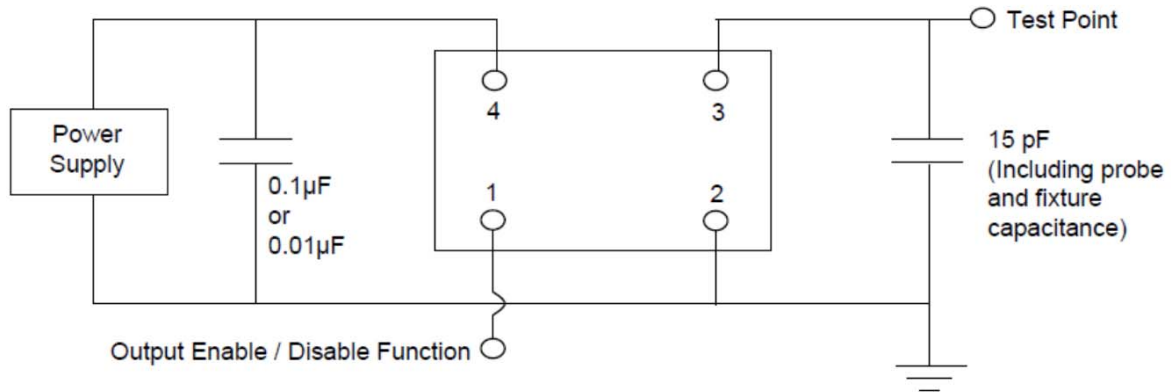 Test Point
4
3
Power
Supply
15 pF
(Including probe
and fixture
capacitance)
0.1µF
or
0.01µF
1
2
Output Enable / Disable Function